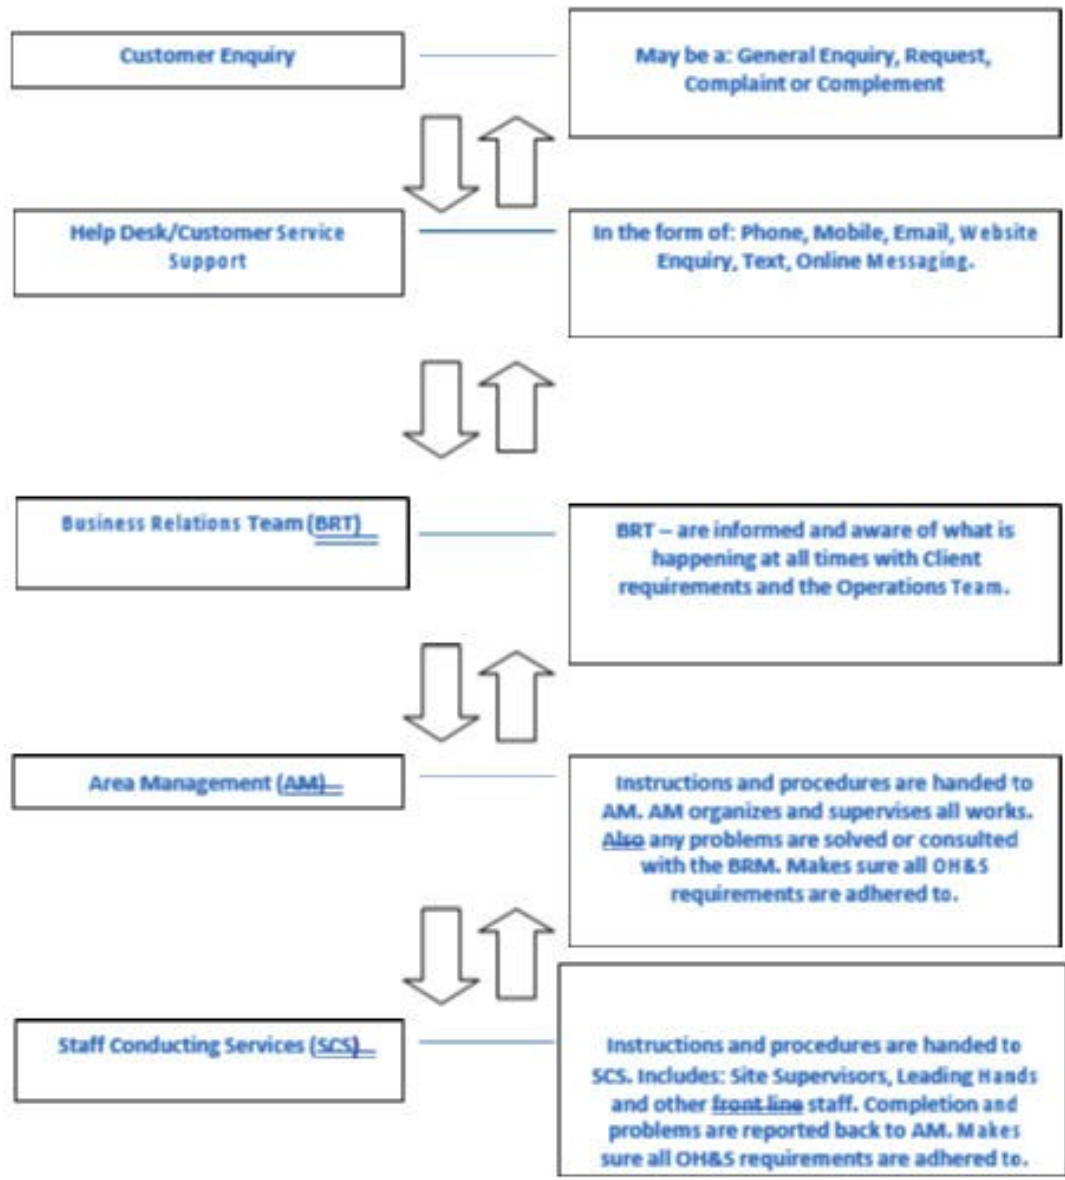 Customer Enquiry
May be a: General Enquiry, Request,
Complaint or Complement
Help Desk/Customer Service
Support
In the form of: Phone, Mobile, Email, Website
Enquiry, Text, Online Messaging.
Business Relations Team (BRT)
BRT – are informed and aware of what is
happening at all times with Client
requirements and the Operations Team.
Area Management (AM)
Instructions and procedures are handed to
AM. AM organizes and supervises all works.
Also any problems are solved or consulted
with the BRM. Makes sure all OH&S
requirements are adhered to.
Staff Conducting Services (SCS)
Instructions and procedures are handed to
SCS. Includes: Site Supervisors, Leading Hands
and other front line staff. Completion and
problems are reported back to AM. Makes
sure all OH&S requirements are adhered to.